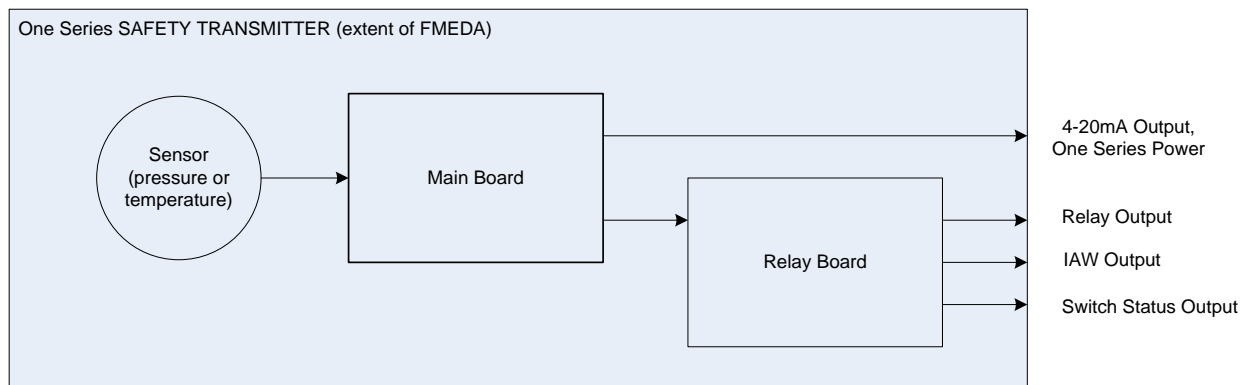 One Series SAFETY TRANSMITTER (extent of FMEDA)
Sensor
(pressure or
temperature)
Main Board
4-20mA Output,
One Series Power
Relay Board
Relay Output
IAW Output
Switch Status Output